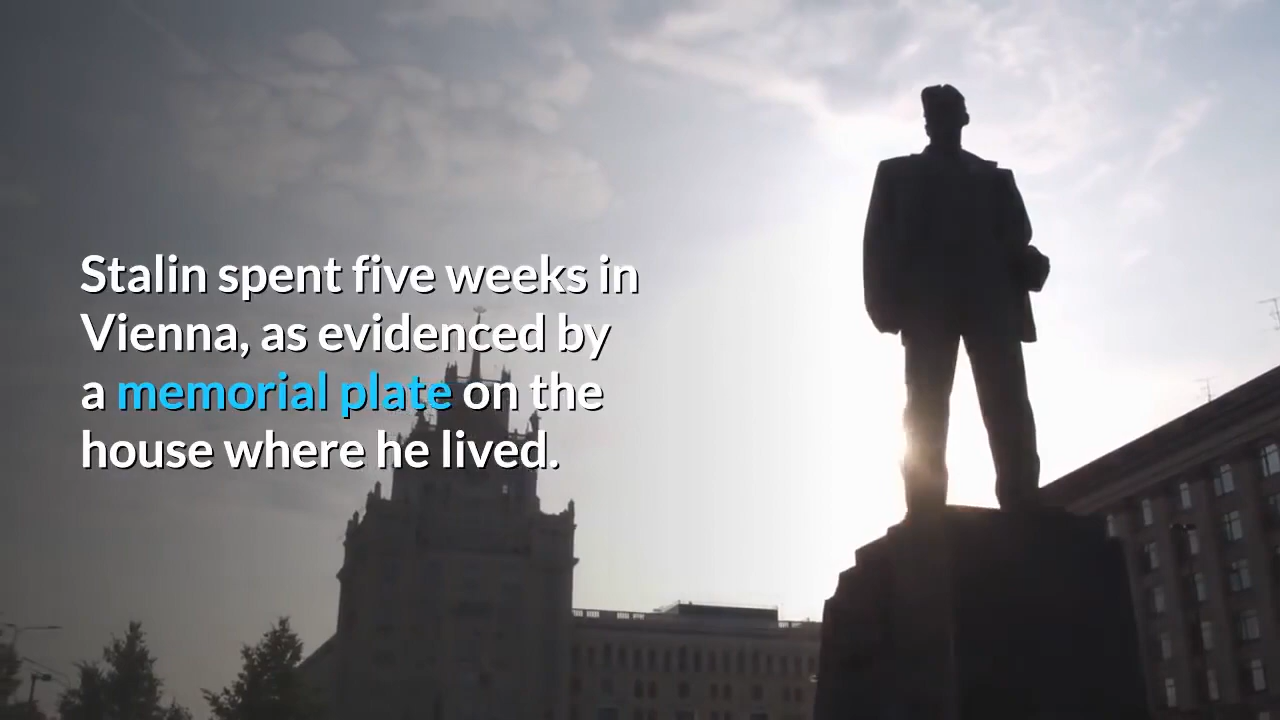 Stalin spent five weeks in
Vienna, as evidenced by
a memorial plate on the
house where he lived.